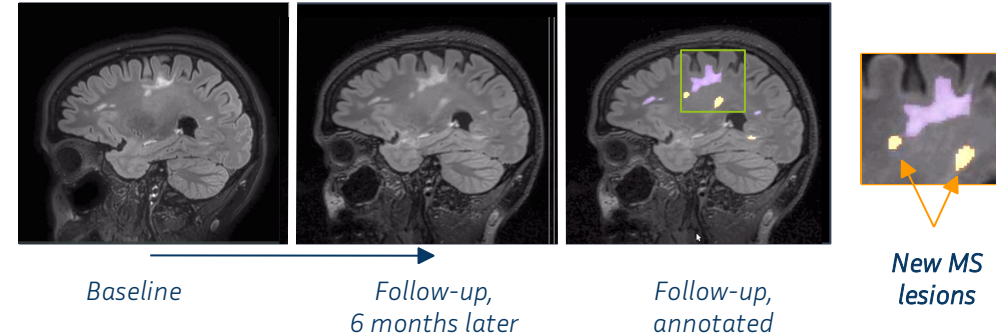 Baseline
Follow-up,
6 months later
Follow-up,
annotated
New MS
lesions